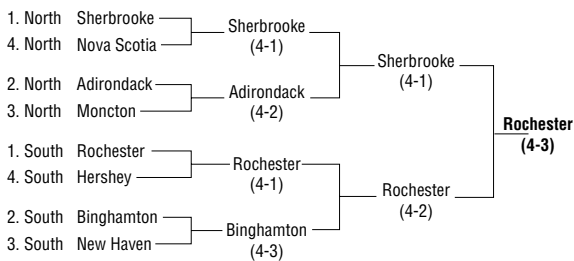 1. North Sherbrooke
4. North Nova Scotia
Sherbrooke
(4-1)
2. North Adirondack
3. North Moncton
Adirondack
(4-2)
Sherbrooke
(4-1)
1. South Rochester
4. South Hershey
Rochester
(4-1)
2. South Binghamton
3. South New Haven
Binghamton
(4-3)
Rochester
(4-2)
Rochester
(4-3)